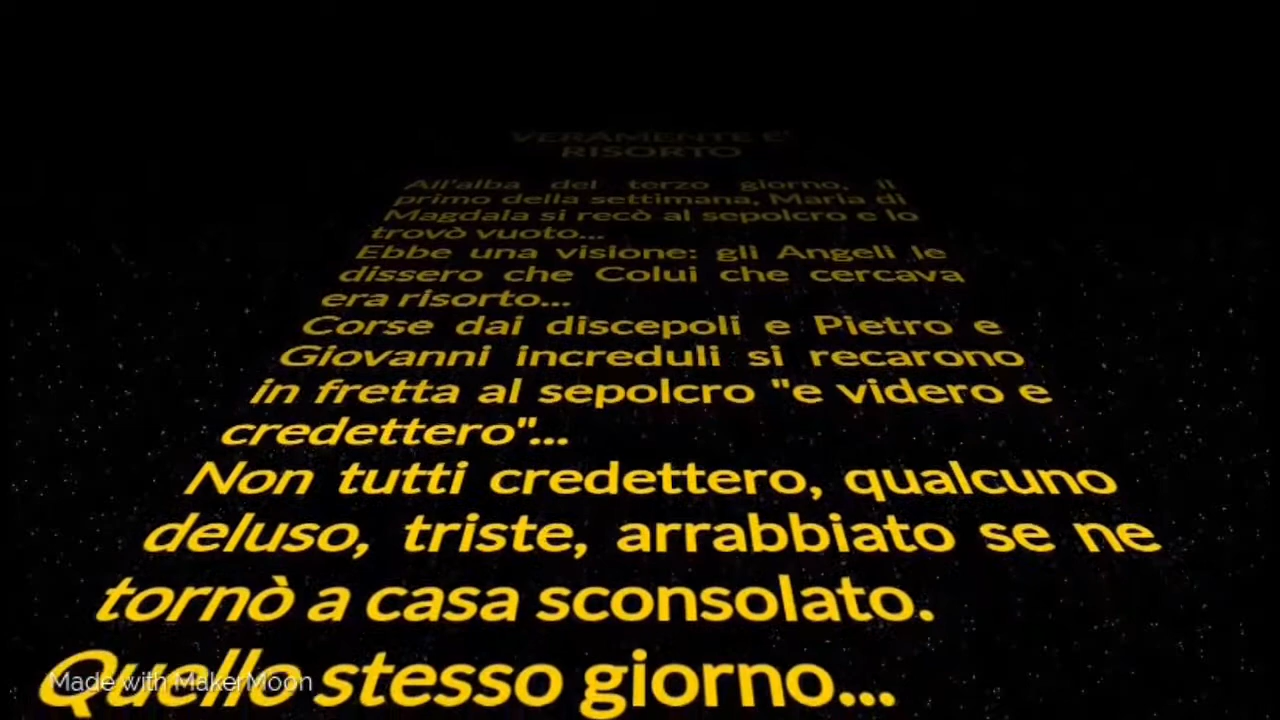 VERAMENTE E'
RISORTO
All'alba del terzo giorno, il
primo della settimana, Maria di
Magdala si recò al sepolcro e lo
trovò vuoto...
Ebbe una visione: gli Angeli le
dissero che Colui che cercava
era risorto...
Corse dai discepoli e Pietro e
Giovanni increduli si recarono
in fretta al sepolcro "e videro e
credettero"...
Non tutti credettero, qualcuno
deluso, triste, arrabbiato se ne
tornò a casa sconsolato.
Quello stesso giorno...
Made with MakerMoon